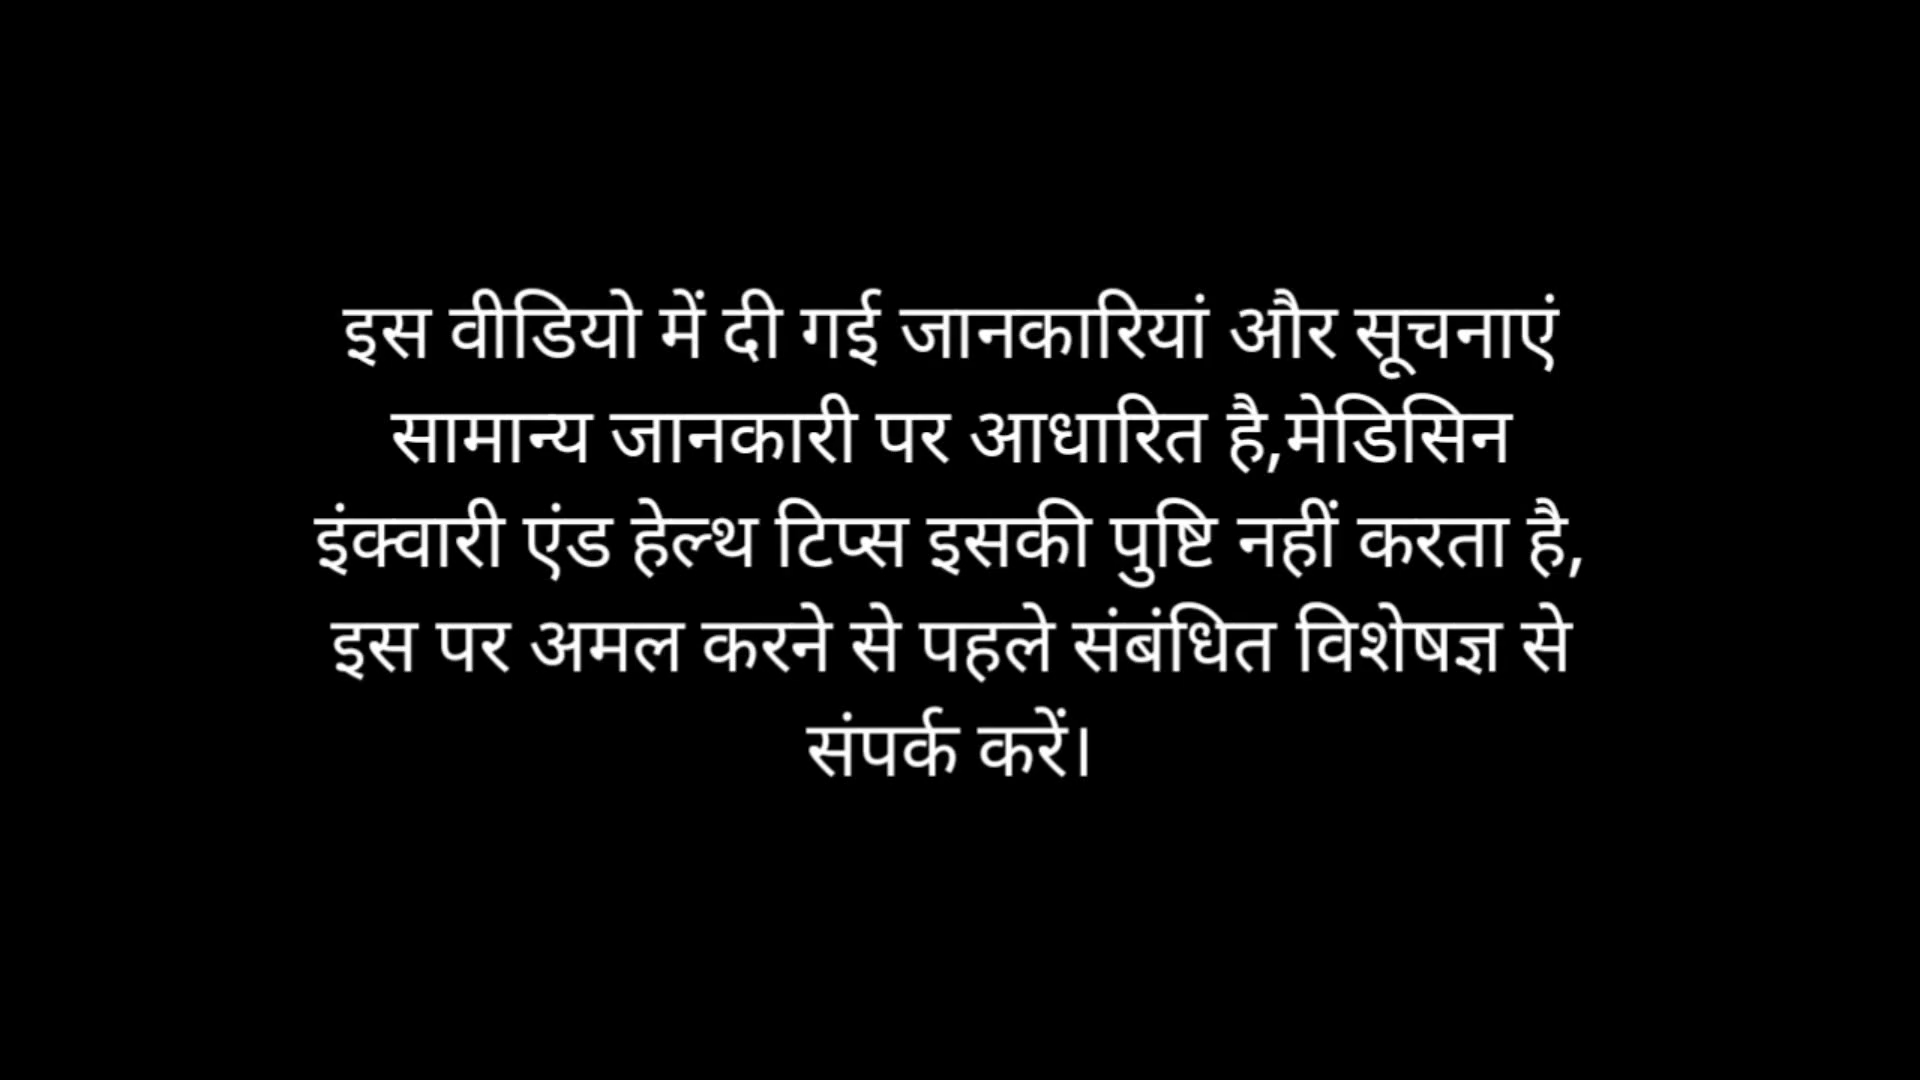 इस वीडियो में दी गई जानकारियां और सूचनाएं
सामान्य जानकारी पर आधारित है,मेडिसिन
इंक्वारी एंड हेल्थ टिप्स इसकी पुष्टि नहीं करता है,
इस पर अमल करने से पहले संबंधित विशेषज्ञ से
संपर्क करें।